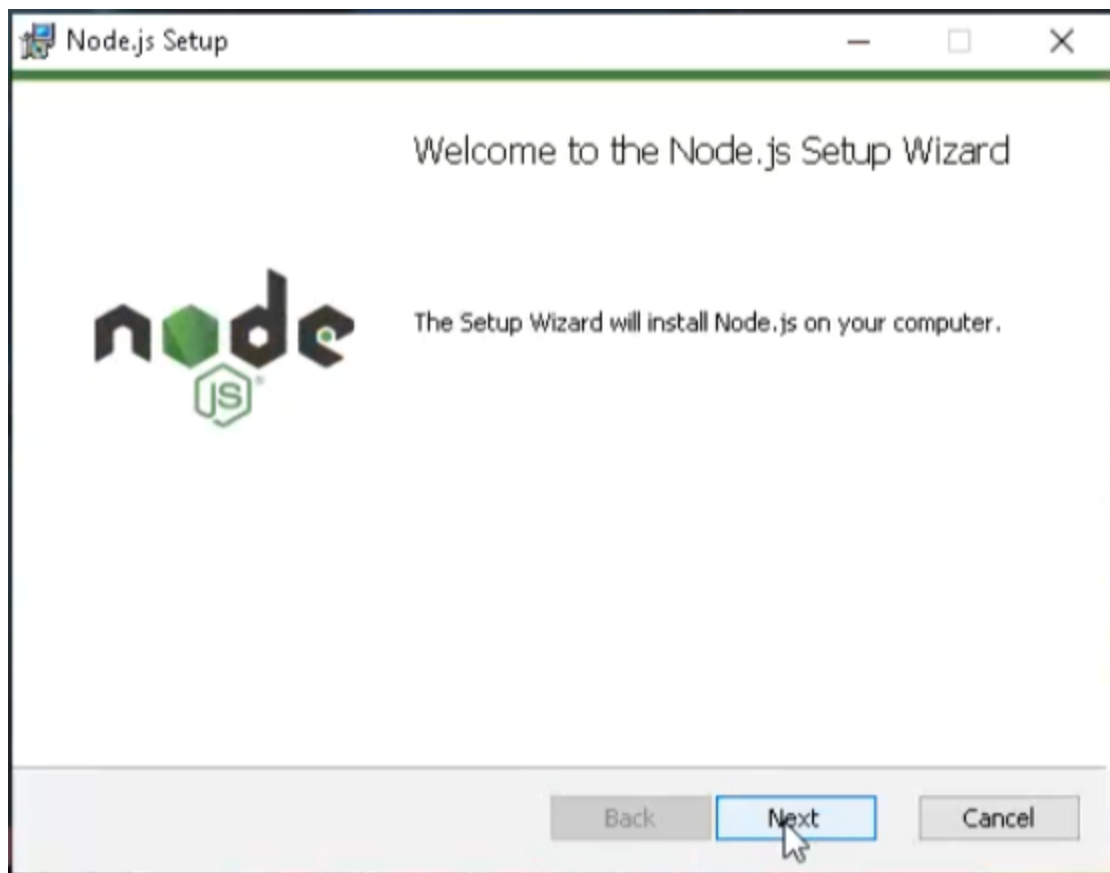 Node.js Setup
Welcome to the Node.js Setup Wizard
node
JS
®
The Setup Wizard will install Node.js on your computer.
Back Next Cancel